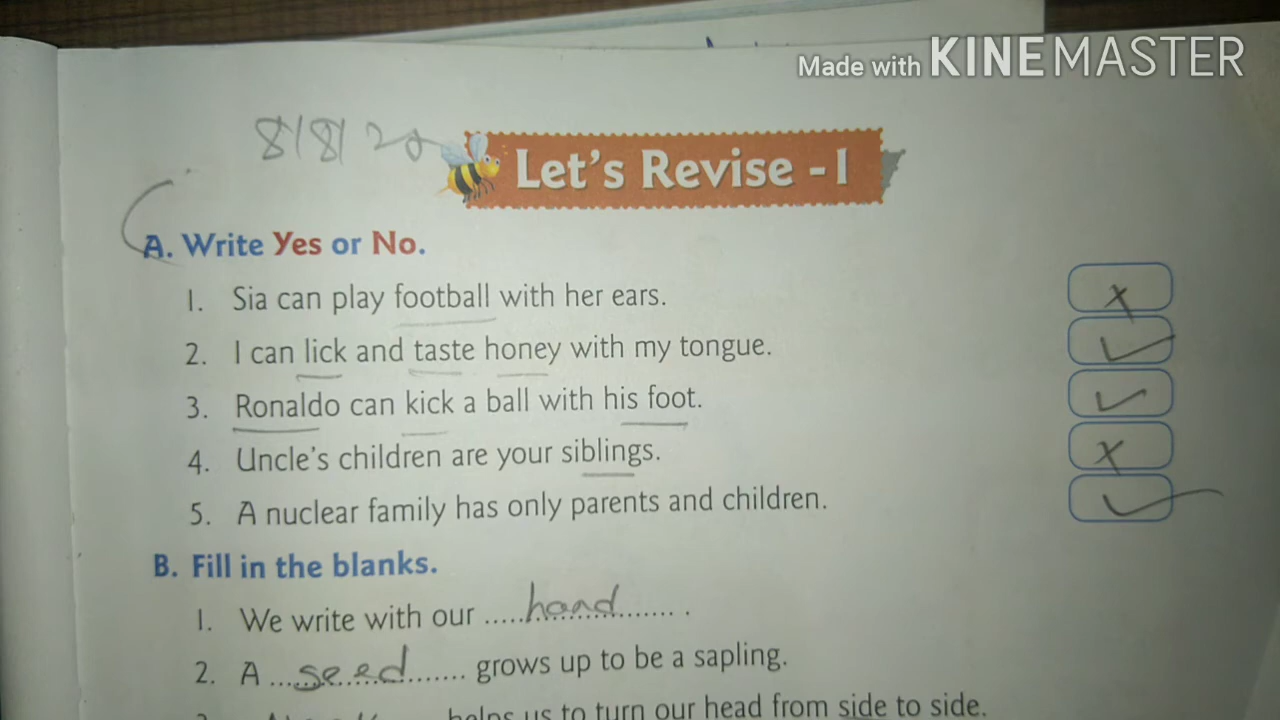 Made with KINEMASTER
8/8/20
Let's Revise - I
A. Write Yes or No.
1. Sia can play football with her ears. ✗
2. I can lick and taste honey with my tongue. ✓
3. Ronaldo can kick a ball with his foot. ✓
4. Uncle's children are your siblings. ✗
5. A nuclear family has only parents and children. ✓
B. Fill in the blanks.
1. We write with our .....hand....... .
2. A ...seed....... grows up to be a sapling.
helps us to turn our head from side to side.